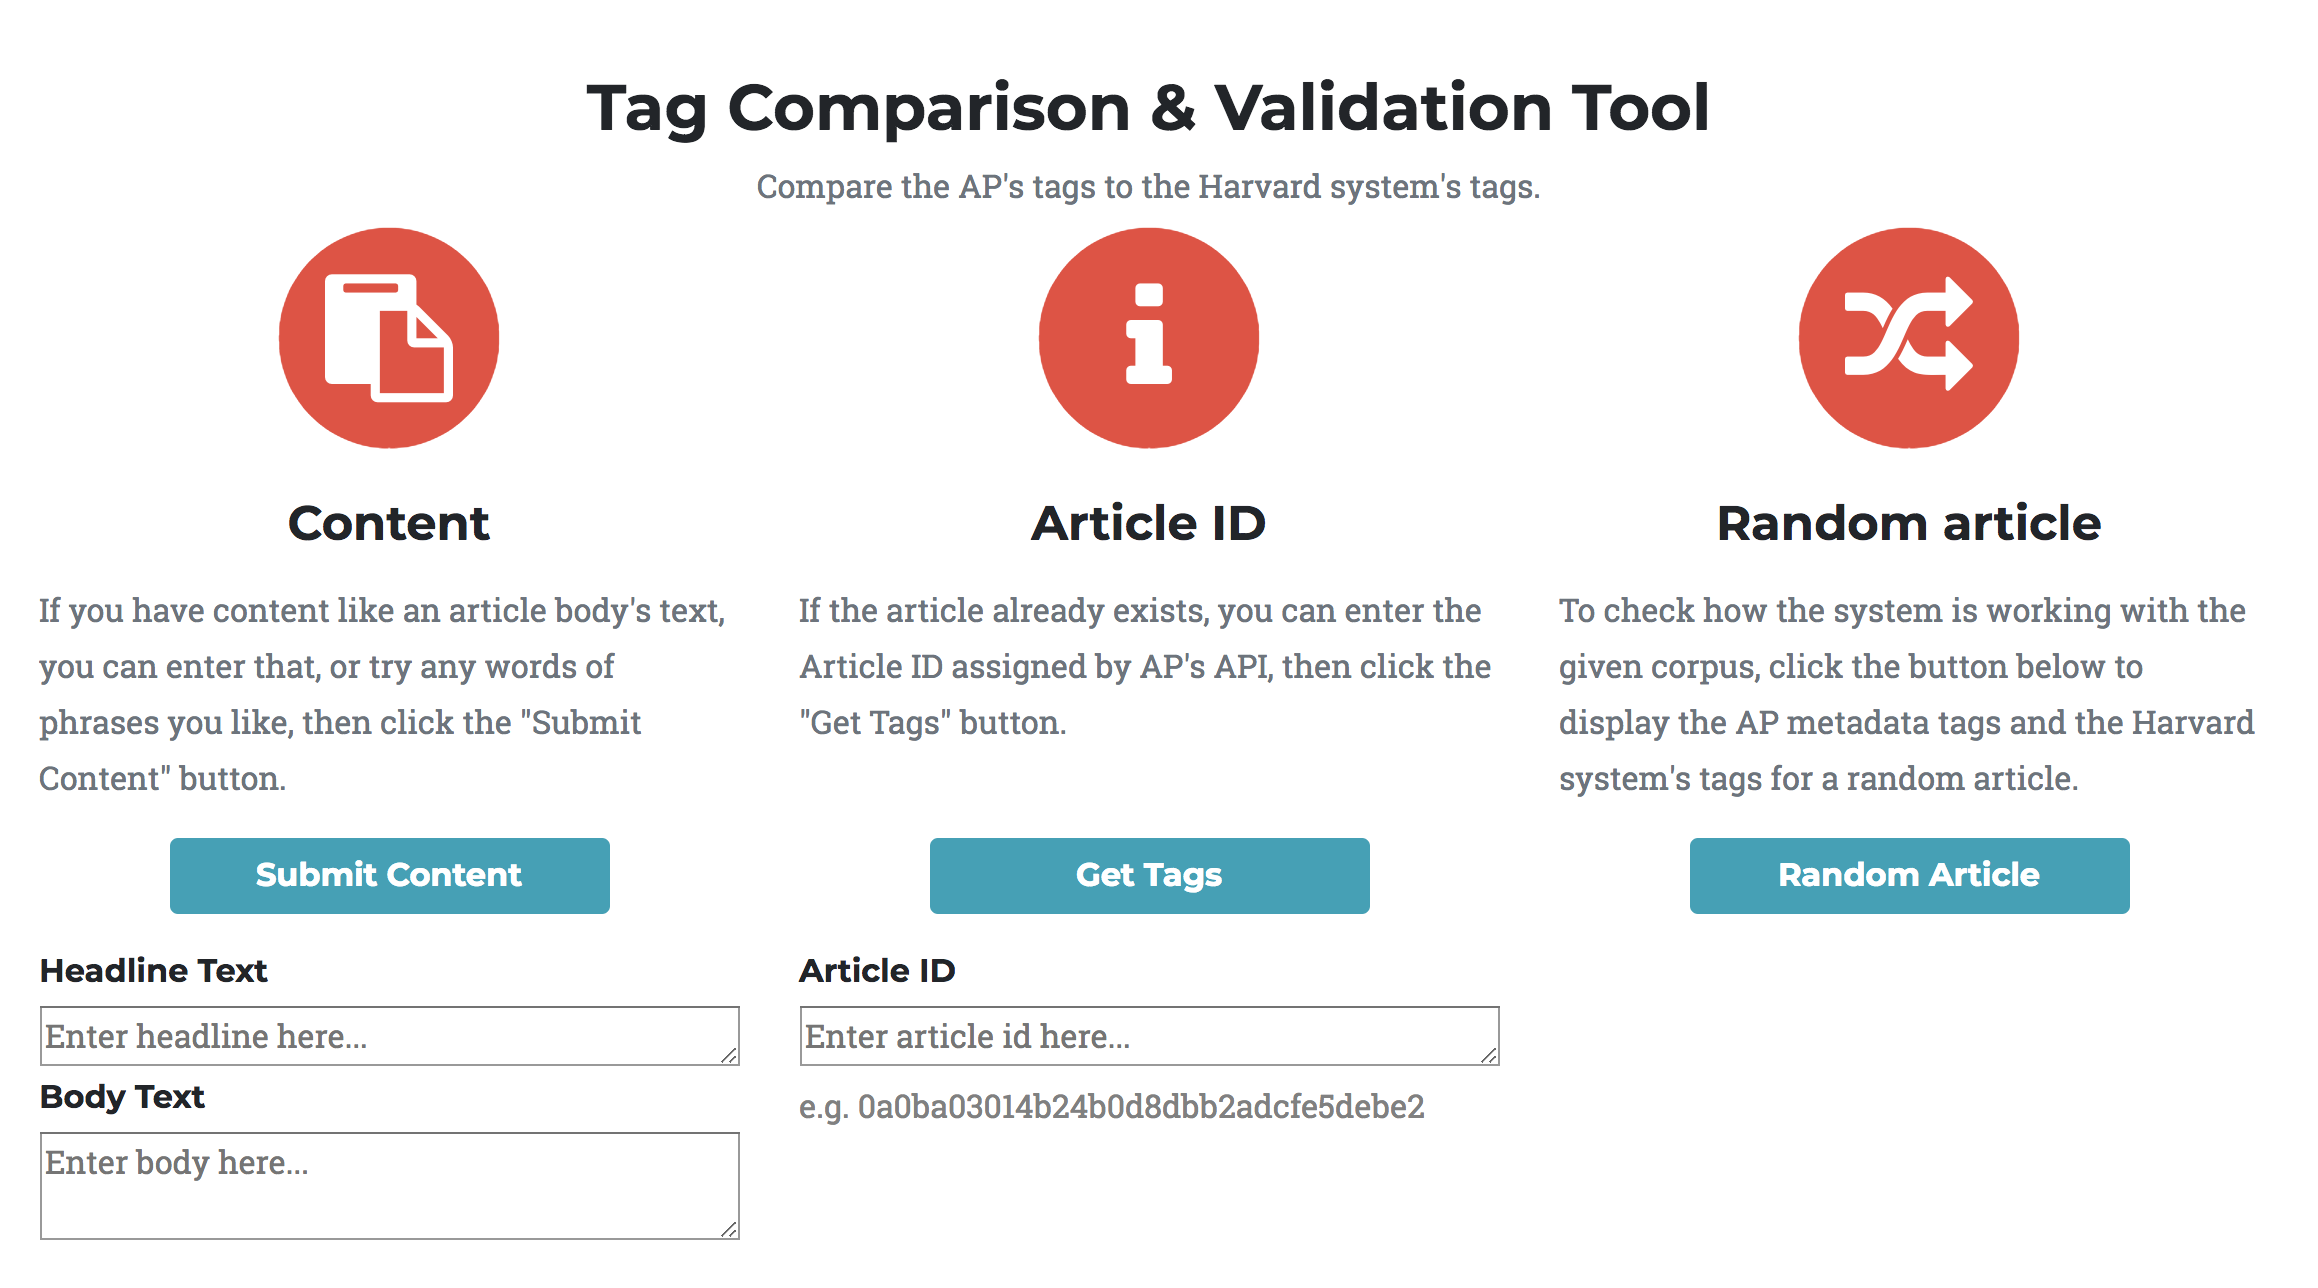 Tag Comparison & Validation Tool
Compare the AP's tags to the Harvard system's tags.
Content
If you have content like an article body's text,
you can enter that, or try any words of
phrases you like, then click the "Submit
Content" button.
Submit Content
Headline Text
Enter headline here...
Body Text
Enter body here...
Article ID
If the article already exists, you can enter the
Article ID assigned by AP's API, then click the
"Get Tags" button.
Get Tags
Article ID
Enter article id here...
e.g. 0a0ba03014b24b0d8dbb2adcfe5debe2
Random article
To check how the system is working with the
given corpus, click the button below to
display the AP metadata tags and the Harvard
system's tags for a random article.
Random Article